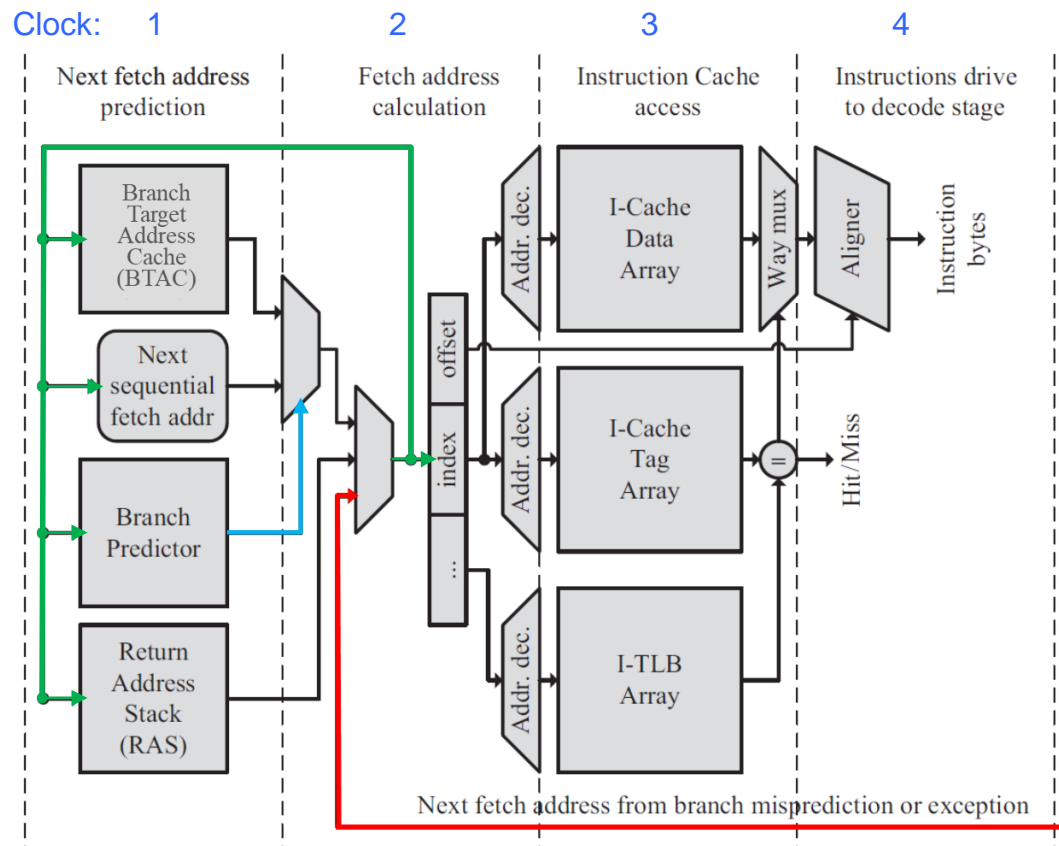 Clock: 1 2 3 4
Next fetch address
prediction
Fetch address
calculation
Instruction Cache
access
Instructions drive
to decode stage
Branch
Target
Address
Cache
(BTAC)
Next
sequential
fetch addr
Branch
Predictor
Return
Address
Stack
(RAS)
offset
index
...
Addr. dec.
I-Cache
Data
Array
Way mux
Aligner
Instruction
bytes
Addr. dec.
I-Cache
Tag
Array
=
Hit/Miss
Addr. dec.
I-TLB
Array
Next fetch address from branch misprediction or exception